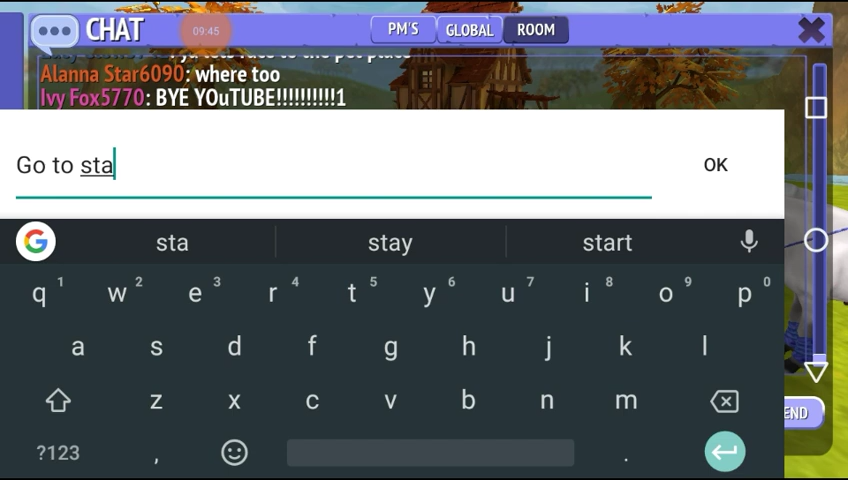 CHAT
09:45
PM'S
GLOBAL
ROOM
Alanna Star6090: where too
Ivy Fox5770: BYE YOuTUBE!!!!!!!!!!1
Go to sta
OK
sta
stay
start
q 1 w 2 e 3 r 4 t 5 y 6 u 7 i 8 o 9 p 0
a s d f g h j k l
z x c v b n m
?123 , .